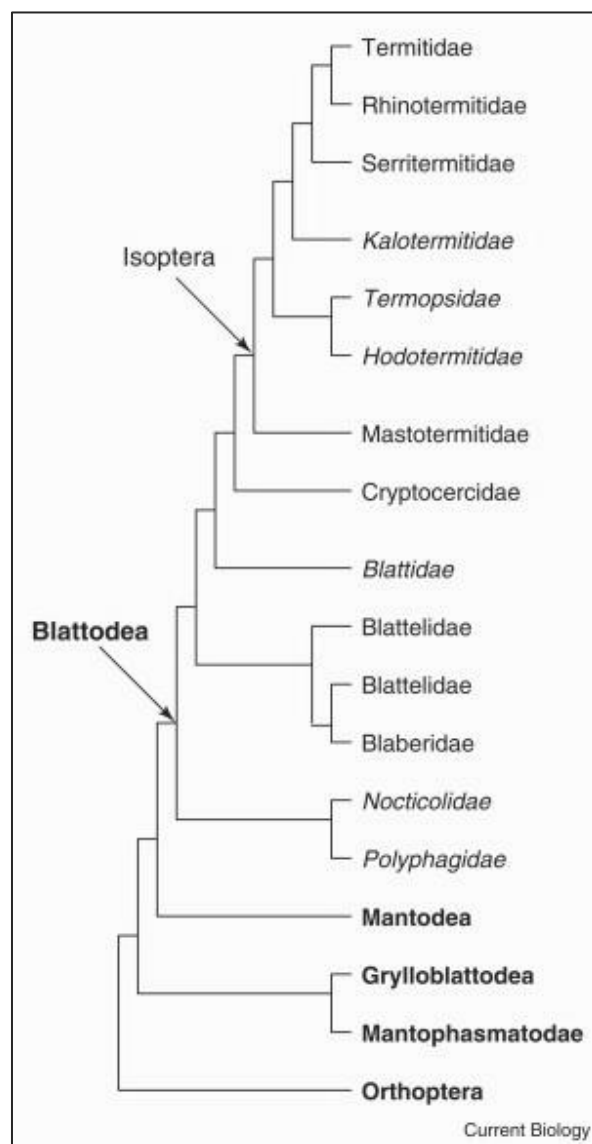 Termitidae
Rhinotermitidae
Serritermitidae
Kalotermitidae
Isoptera
Termopsidae
Hodotermitidae
Mastotermitidae
Cryptocercidae
Blattidae
Blattelidae
Blattodea
Blattelidae
Blaberidae
Nocticolidae
Polyphagidae
Mantodea
Grylloblattodea
Mantophasmatodae
Orthoptera
Current Biology